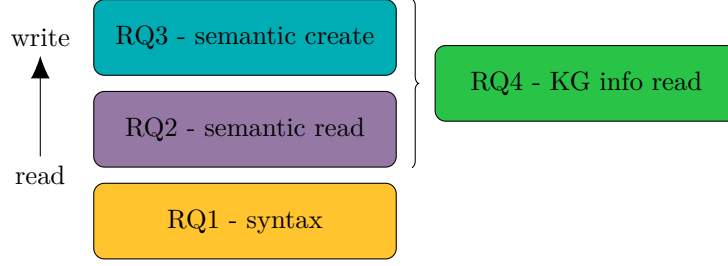 write
RQ3 - semantic create
RQ4 - KG info read
RQ2 - semantic read
read
RQ1 - syntax